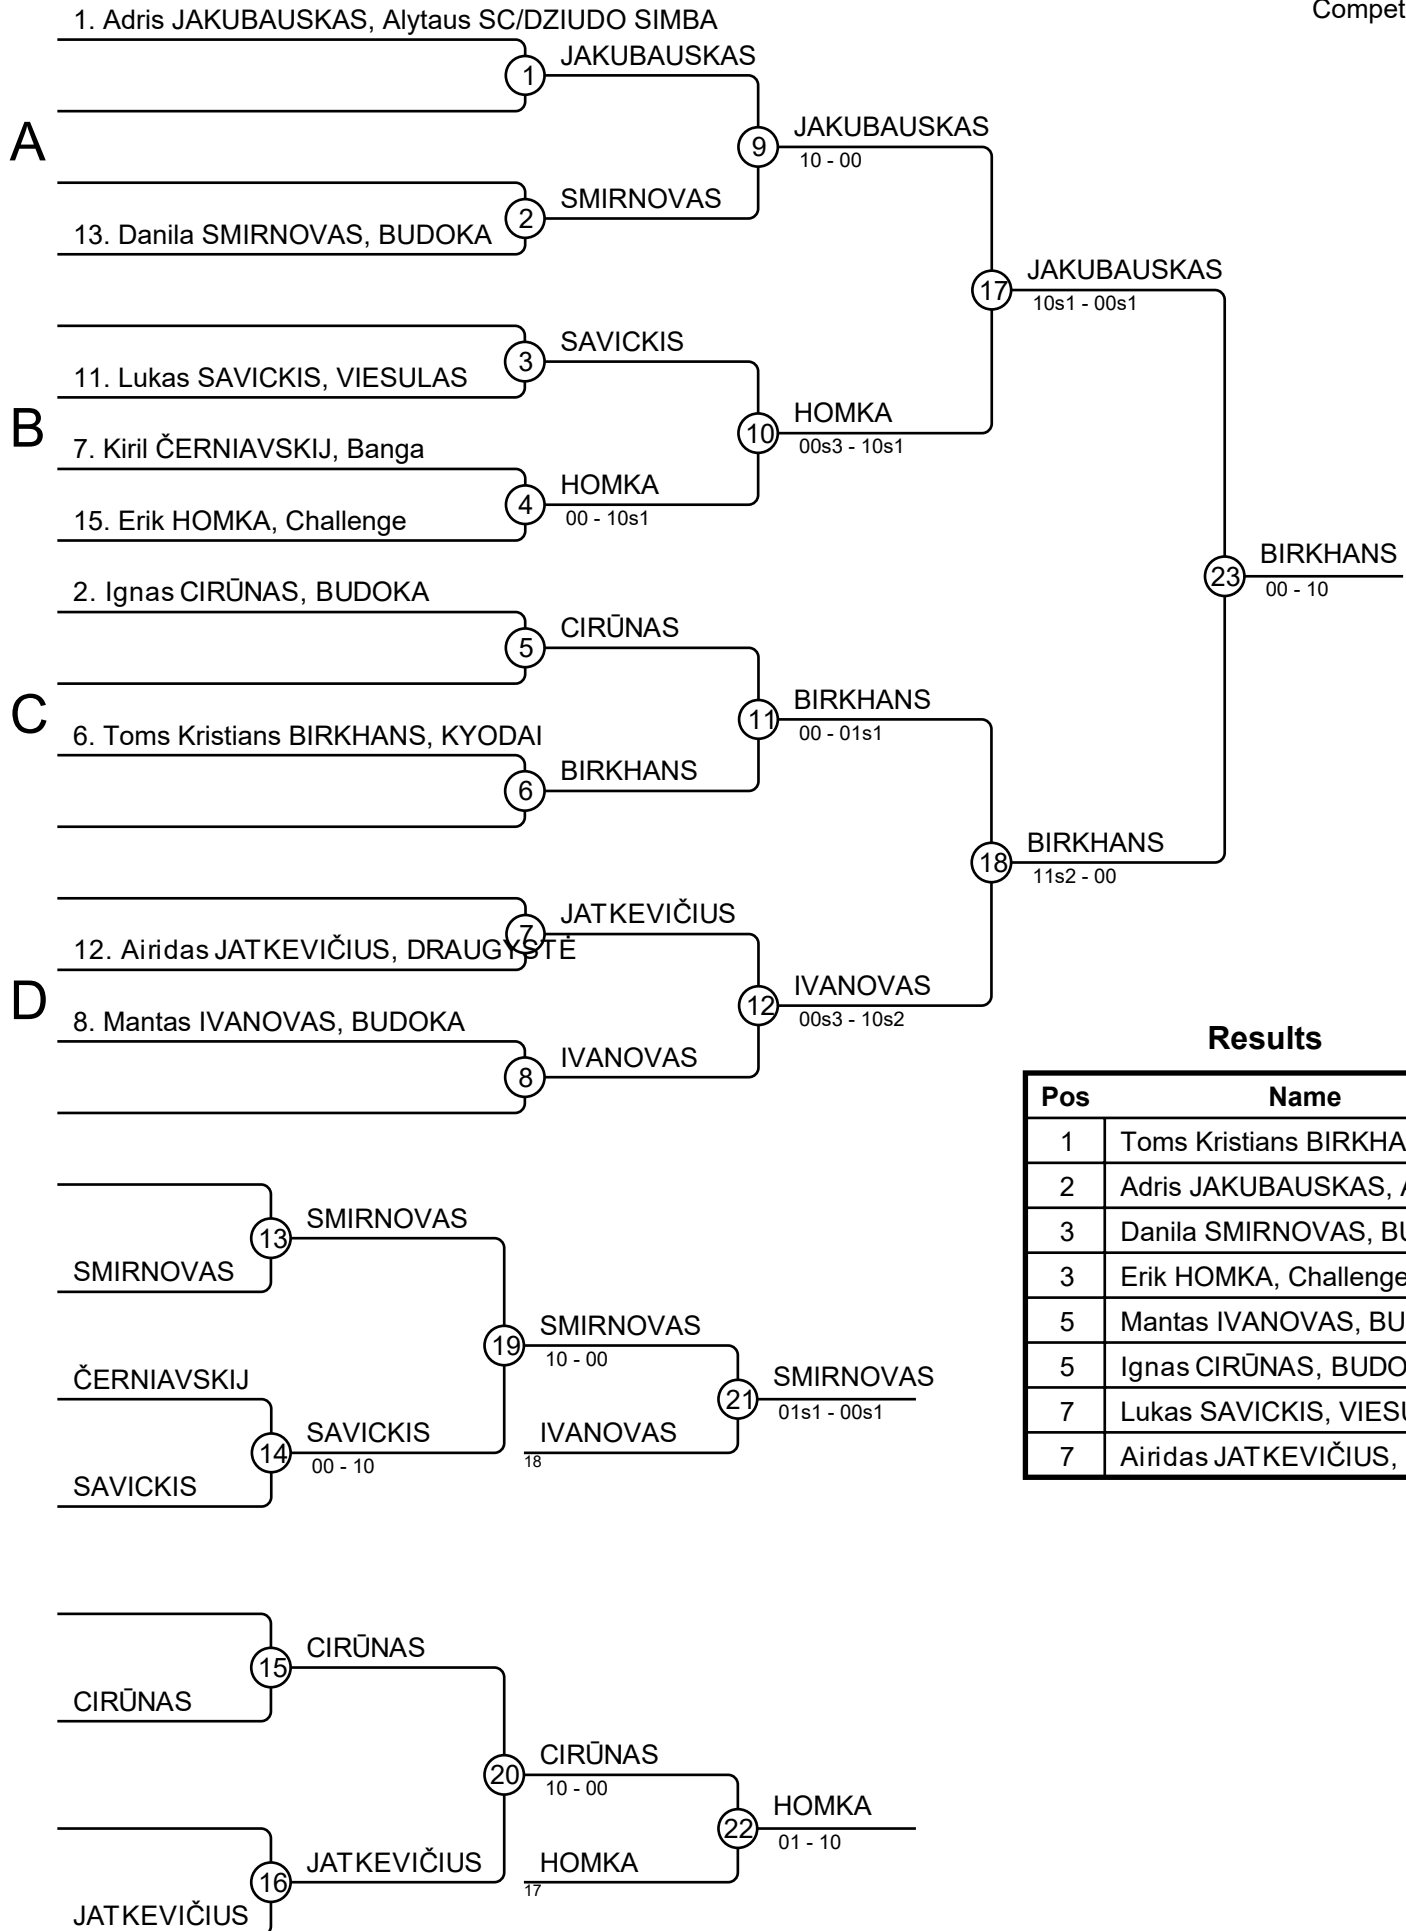 Compet
1. Adris JAKUBAUSKAS, Alytaus SC/DZIUDO SIMBA
JAKUBAUSKAS
1
A
JAKUBAUSKAS
9
10 - 00
SMIRNOVAS
2
13. Danila SMIRNOVAS, BUDOKA
JAKUBAUSKAS
17
10s1 - 00s1
SAVICKIS
3
11. Lukas SAVICKIS, VIESULAS
B
HOMKA
10
00s3 - 10s1
7. Kiril ČERNIAVSKIJ, Banga
HOMKA
4
00 - 10s1
15. Erik HOMKA, Challenge
BIRKHANS
23
00 - 10
2. Ignas CIRŪNAS, BUDOKA
CIRŪNAS
5
C
BIRKHANS
11
00 - 01s1
6. Toms Kristians BIRKHANS, KYODAI
BIRKHANS
6
BIRKHANS
18
11s2 - 00
JATKEVIČIUS
7
12. Airidas JATKEVIČIUS, DRAUGYSTĖ
D
IVANOVAS
12
00s3 - 10s2
8. Mantas IVANOVAS, BUDOKA
IVANOVAS
8
Results
Pos Name
1 Toms Kristians BIRKHA
2 Adris JAKUBAUSKAS, A
3 Danila SMIRNOVAS, BU
3 Erik HOMKA, Challenge
5 Mantas IVANOVAS, BU
5 Ignas CIRŪNAS, BUDO
7 Lukas SAVICKIS, VIESU
7 Airidas JATKEVIČIUS,
SMIRNOVAS
13
SMIRNOVAS
SMIRNOVAS
19
10 - 00
ČERNIAVSKIJ
SMIRNOVAS
21
01s1 - 00s1
SAVICKIS
14
00 - 10
IVANOVAS
18
SAVICKIS
CIRŪNAS
15
CIRŪNAS
CIRŪNAS
20
10 - 00
HOMKA
22
01 - 10
JATKEVIČIUS
16
HOMKA
17
JATKEVIČIUS